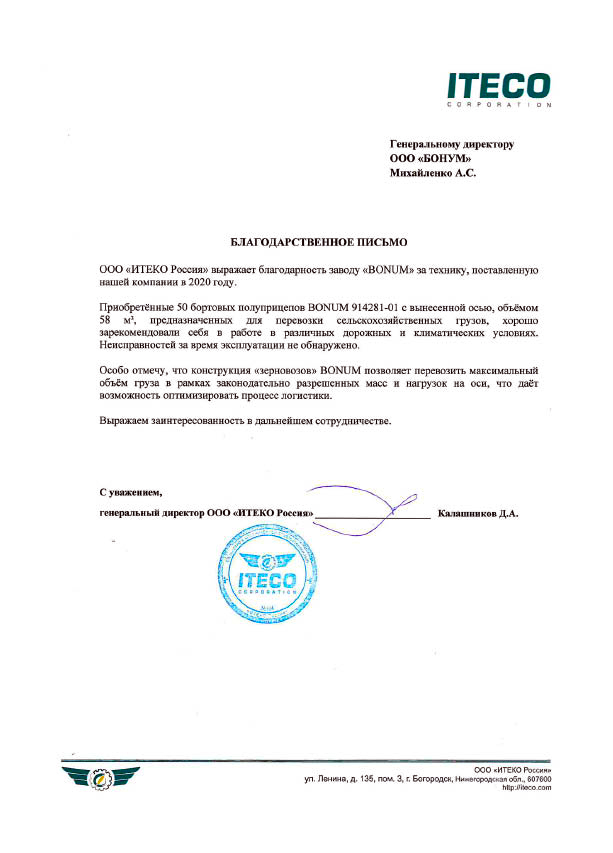 ITECO
CORPORATION
Генеральному директору
ООО «БОНУМ»
Михайленко А.С.
БЛАГОДАРСТВЕННОЕ ПИСЬМО
ООО «ИТЕКО Россия» выражает благодарность заводу «BONUM» за технику, поставленную
нашей компании в 2020 году.
Приобретённые 50 бортовых полуприцепов BONUM 914281-01 с вынесенной осью, объёмом
58 м³, предназначенных для перевозки сельскохозяйственных грузов, хорошо
зарекомендовали себя в работе в различных дорожных и климатических условиях.
Неисправностей за время эксплуатации не обнаружено.
Особо отмечу, что конструкция «зерновозов» BONUM позволяет перевозить максимальный
объём груза в рамках законодательно разрешенных масс и нагрузок на оси, что даёт
возможность оптимизировать процесс логистики.
Выражаем заинтересованность в дальнейшем сотрудничестве.
С уважением,
генеральный директор ООО «ИТЕКО Россия» Калашников Д.А.
ITECO
CORPORATION
ООО «ИТЕКО Россия»
ул. Ленина, д. 135, пом. 3, г. Богородск, Нижегородская обл., 607600
http://iteco.com